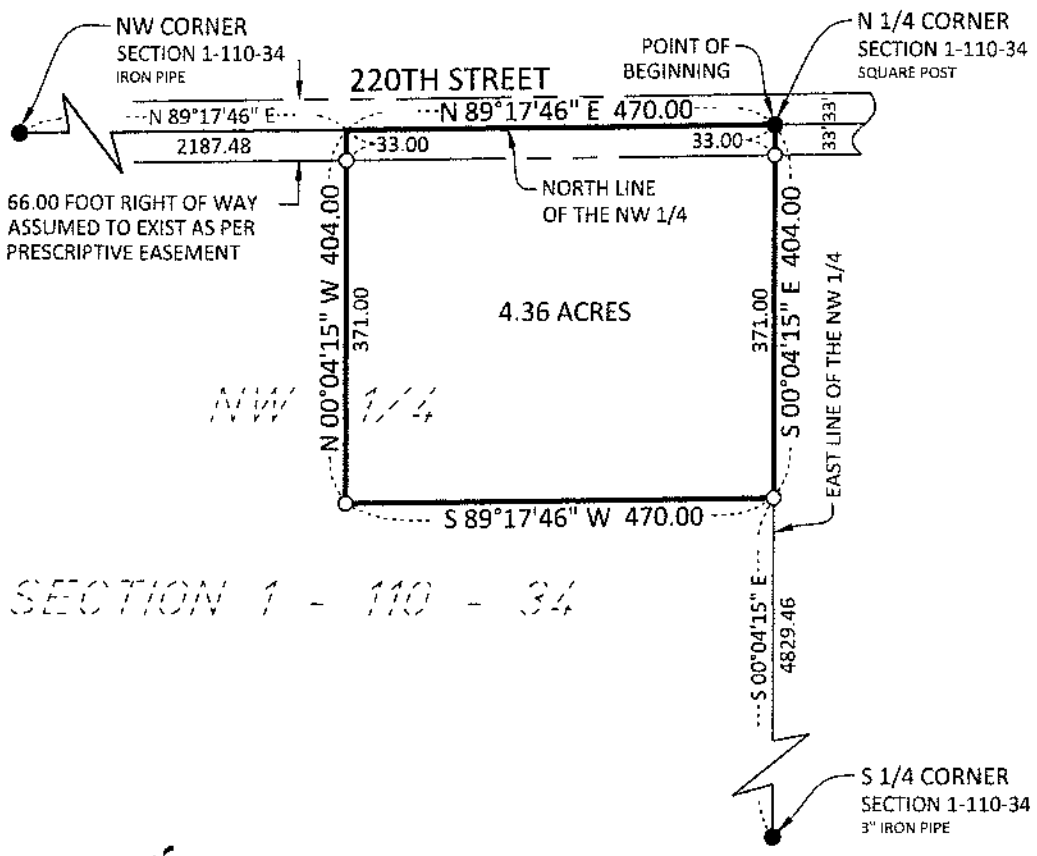 NW CORNER
SECTION 1-110-34
IRON PIPE
N 1/4 CORNER
SECTION 1-110-34
SQUARE POST
POINT OF
BEGINNING
220TH STREET
N 89°17'46" E
2187.48
N 89°17'46" E 470.00
33.00
33.00
33'
33'
66.00 FOOT RIGHT OF WAY
ASSUMED TO EXIST AS PER
PRESCRIPTIVE EASEMENT
NORTH LINE
OF THE NW 1/4
N 00°04'15" W 404.00
371.00
4.36 ACRES
371.00
S 00°04'15" E 404.00
EAST LINE OF THE NW 1/4
NW 1/4
S 89°17'46" W 470.00
SECTION 1 - 110 - 34
S 00°04'15" E
4829.46
S 1/4 CORNER
SECTION 1-110-34
3" IRON PIPE